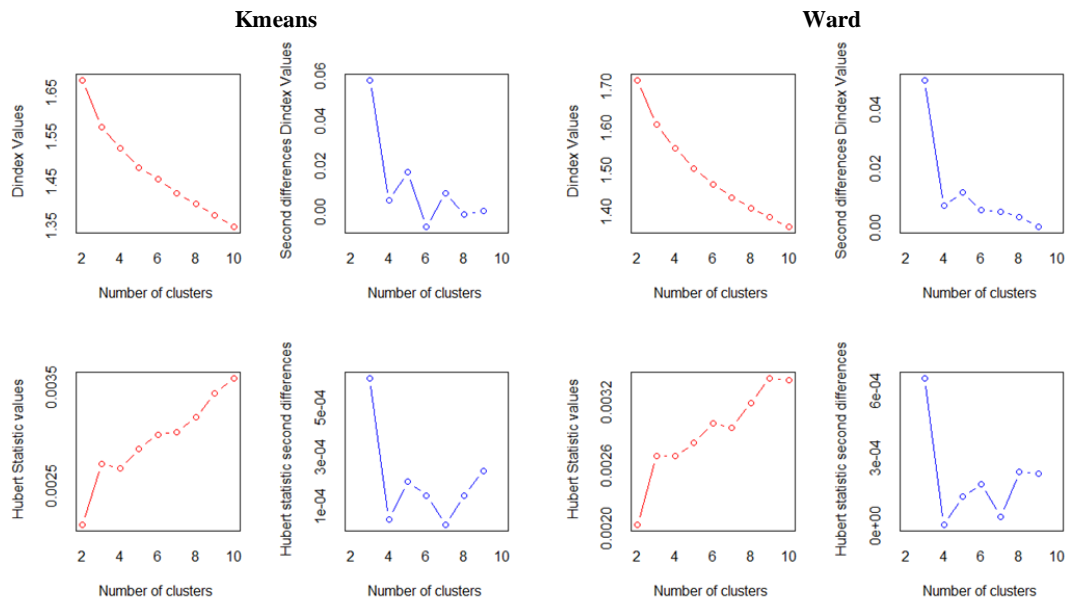 Kmeans
Dindex Values
1.35 1.45 1.55 1.65
2 4 6 8 10
Number of clusters
Second differences Dindex Values
0.00 0.02 0.04 0.06
2 4 6 8 10
Number of clusters
Hubert Statistic values
0.0025 0.0035
2 4 6 8 10
Number of clusters
Hubert statistic second differences
1e-04 3e-04 5e-04
2 4 6 8 10
Number of clusters
Ward
Dindex Values
1.40 1.50 1.60 1.70
2 4 6 8 10
Number of clusters
Second differences Dindex Values
0.00 0.02 0.04
2 4 6 8 10
Number of clusters
Hubert Statistic values
0.0020 0.0026 0.0032
2 4 6 8 10
Number of clusters
Hubert statistic second differences
0e+00 3e-04 6e-04
2 4 6 8 10
Number of clusters